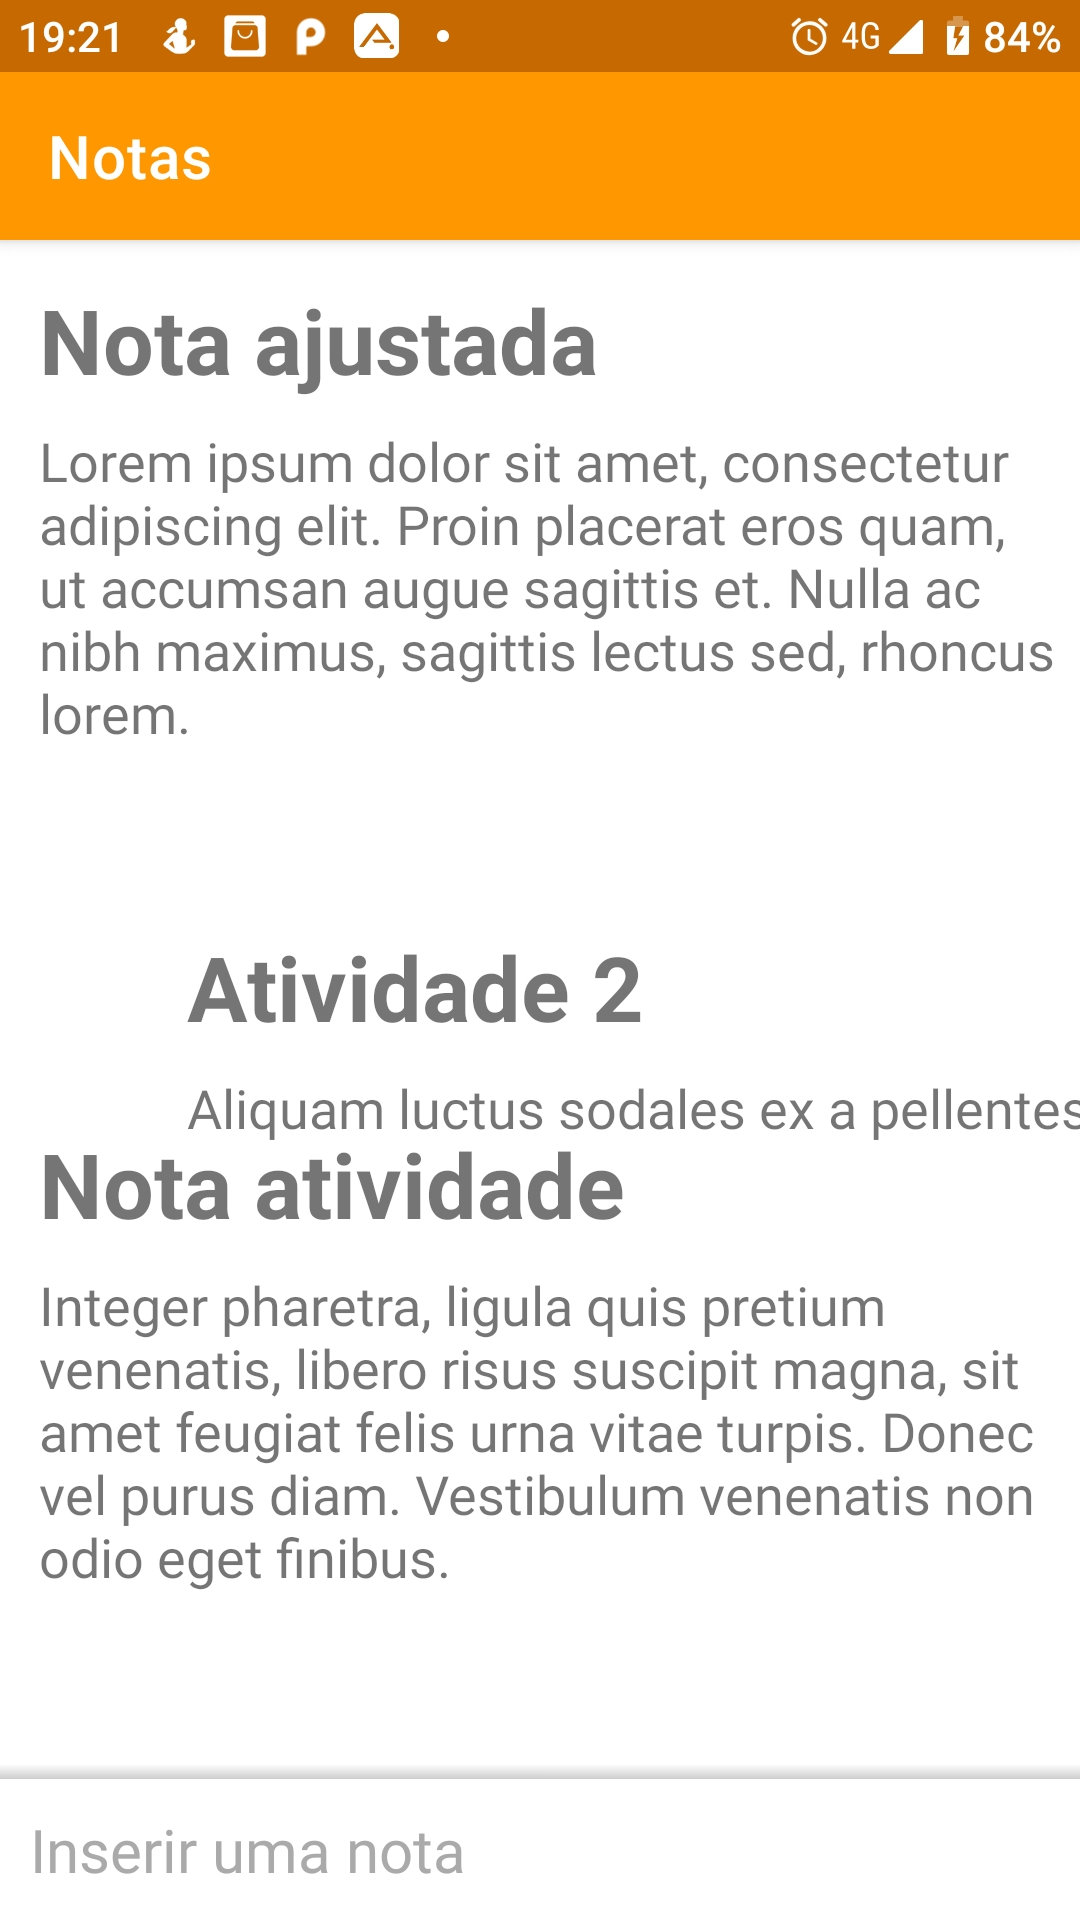 19:21
4G
84%
Notas
Nota ajustada
Lorem ipsum dolor sit amet, consectetur
adipiscing elit. Proin placerat eros quam,
ut accumsan augue sagittis et. Nulla ac
nibh maximus, sagittis lectus sed, rhoncus
lorem.
Atividade 2
Aliquam luctus sodales ex a pellentes
Nota atividade
Integer pharetra, ligula quis pretium
venenatis, libero risus suscipit magna, sit
amet feugiat felis urna vitae turpis. Donec
vel purus diam. Vestibulum venenatis non
odio eget finibus.
Inserir uma nota